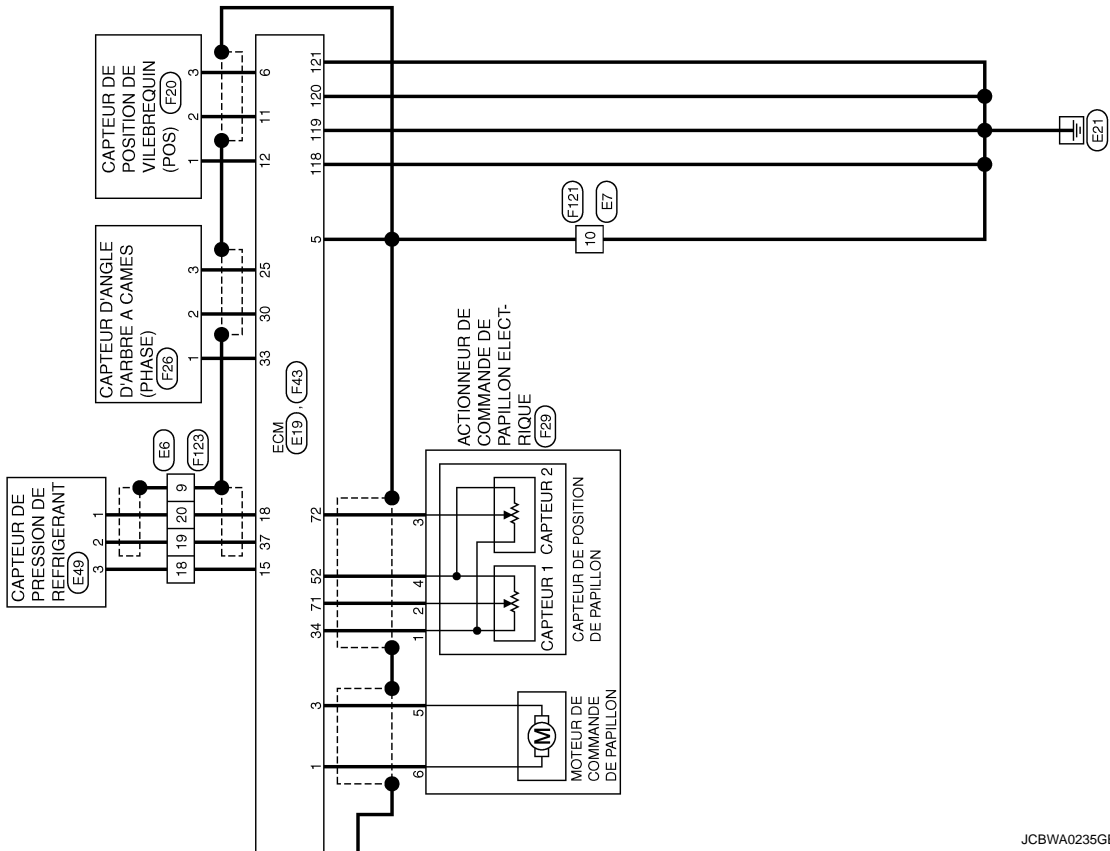 CAPTEUR DE
POSITION DE
VILEBREQUIN
(POS)
F20
3
2
1
6
11
12
CAPTEUR D'ANGLE
D'ARBRE A CAMES
(PHASE)
F26
3
2
1
25
30
33
CAPTEUR DE
PRESSION DE
REFRIGERANT
E49
1
2
3
E6
F123
9
20
19
18
18
37
15
ECM
E19 , F43
121
120
119
118
5
F121
E7
10
E21
72
52
71
34
3
1
ACTIONNEUR DE
COMMANDE DE
PAPILLON ELECT-
RIQUE
F29
3
4
2
1
5
6
CAPTEUR 1
CAPTEUR 2
CAPTEUR DE POSITION
DE PAPILLON
M
MOTEUR DE
COMMANDE
DE PAPILLON